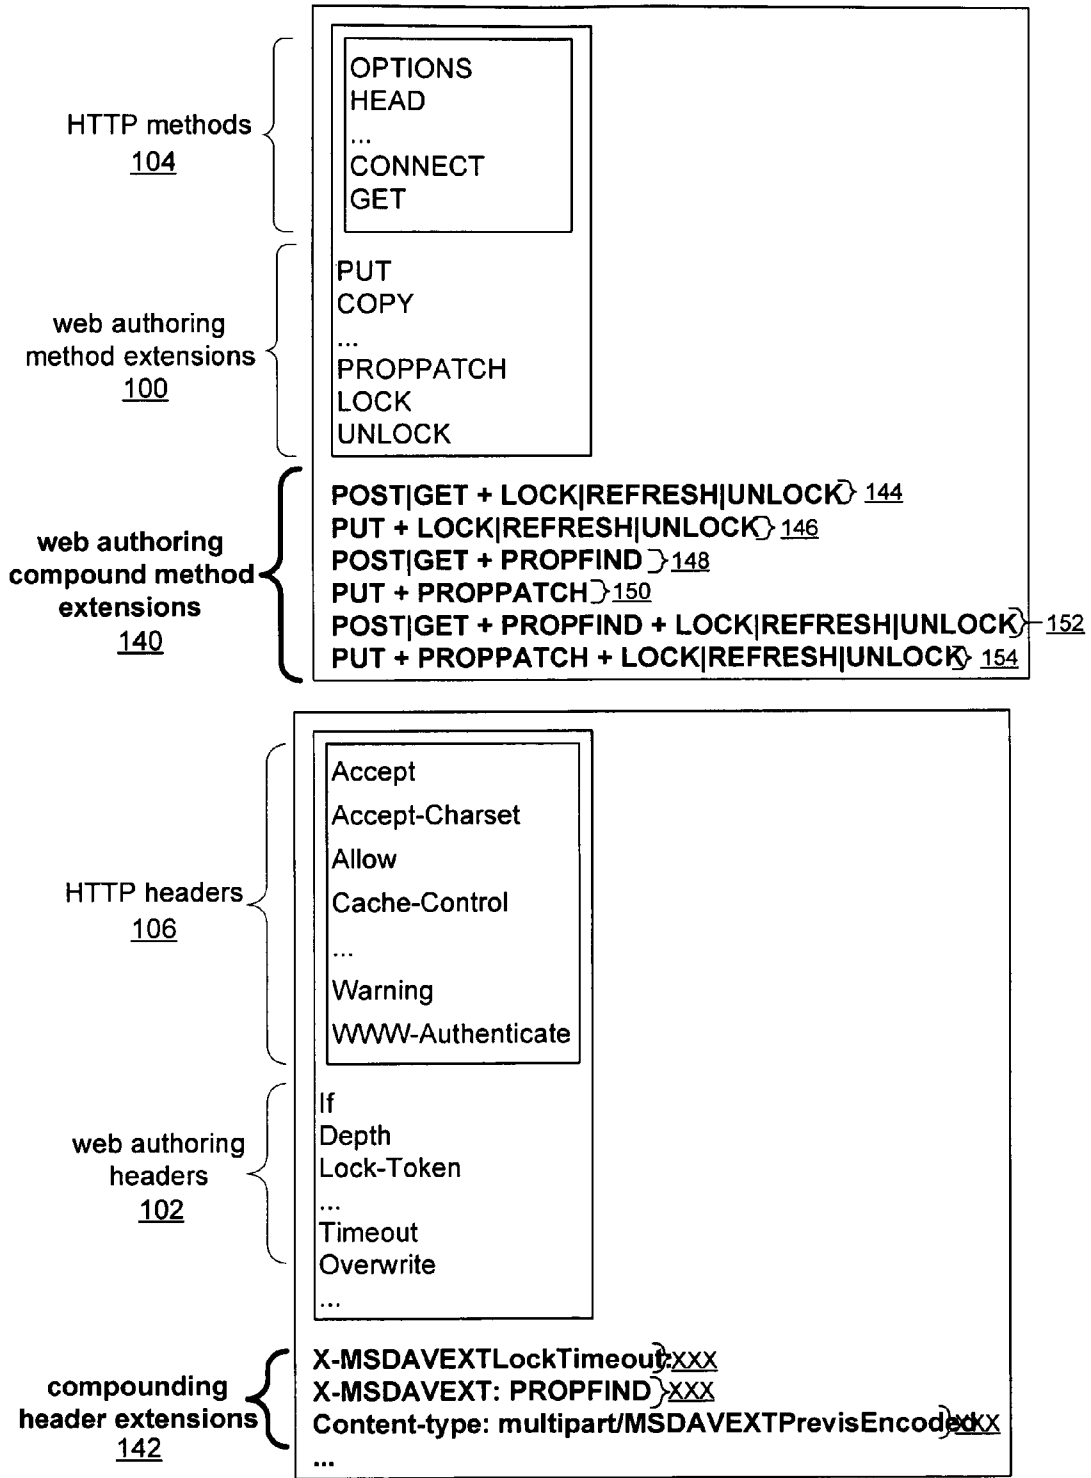 HTTP methods
104
OPTIONS
HEAD
...
CONNECT
GET
web authoring
method extensions
100
PUT
COPY
...
PROPPATCH
LOCK
UNLOCK
web authoring
compound method
extensions
140
POST|GET + LOCK|REFRESH|UNLOCK 144
PUT + LOCK|REFRESH|UNLOCK 146
POST|GET + PROPFIND 148
PUT + PROPPATCH 150
POST|GET + PROPFIND + LOCK|REFRESH|UNLOCK 152
PUT + PROPPATCH + LOCK|REFRESH|UNLOCK 154
HTTP headers
106
Accept
Accept-Charset
Allow
Cache-Control
...
Warning
WWW-Authenticate
web authoring
headers
102
If
Depth
Lock-Token
...
Timeout
Overwrite
...
compounding
header extensions
142
X-MSDAVEXTLockTimeout: XXX
X-MSDAVEXT: PROPFIND XXX
Content-type: multipart/MSDAVEXTPrevisEncoded XXX
...